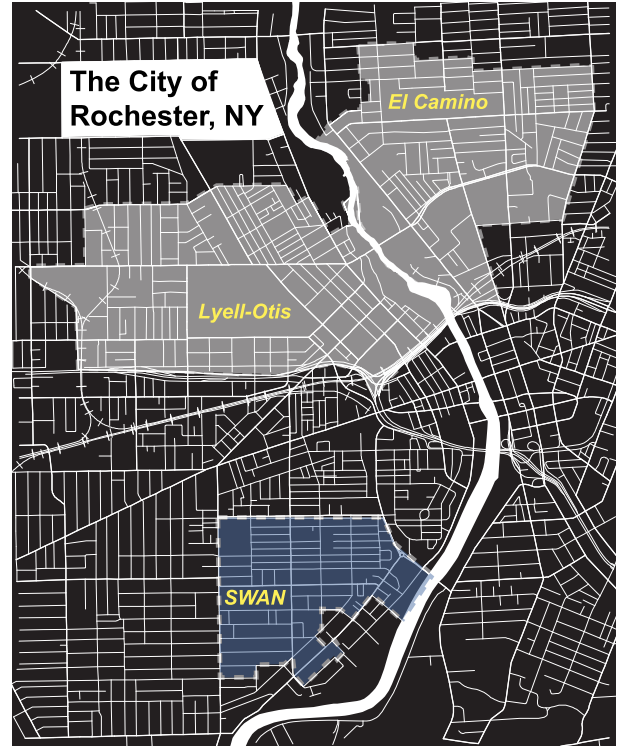 The City of
Rochester, NY
El Camino
Lyell-Otis
SWAN